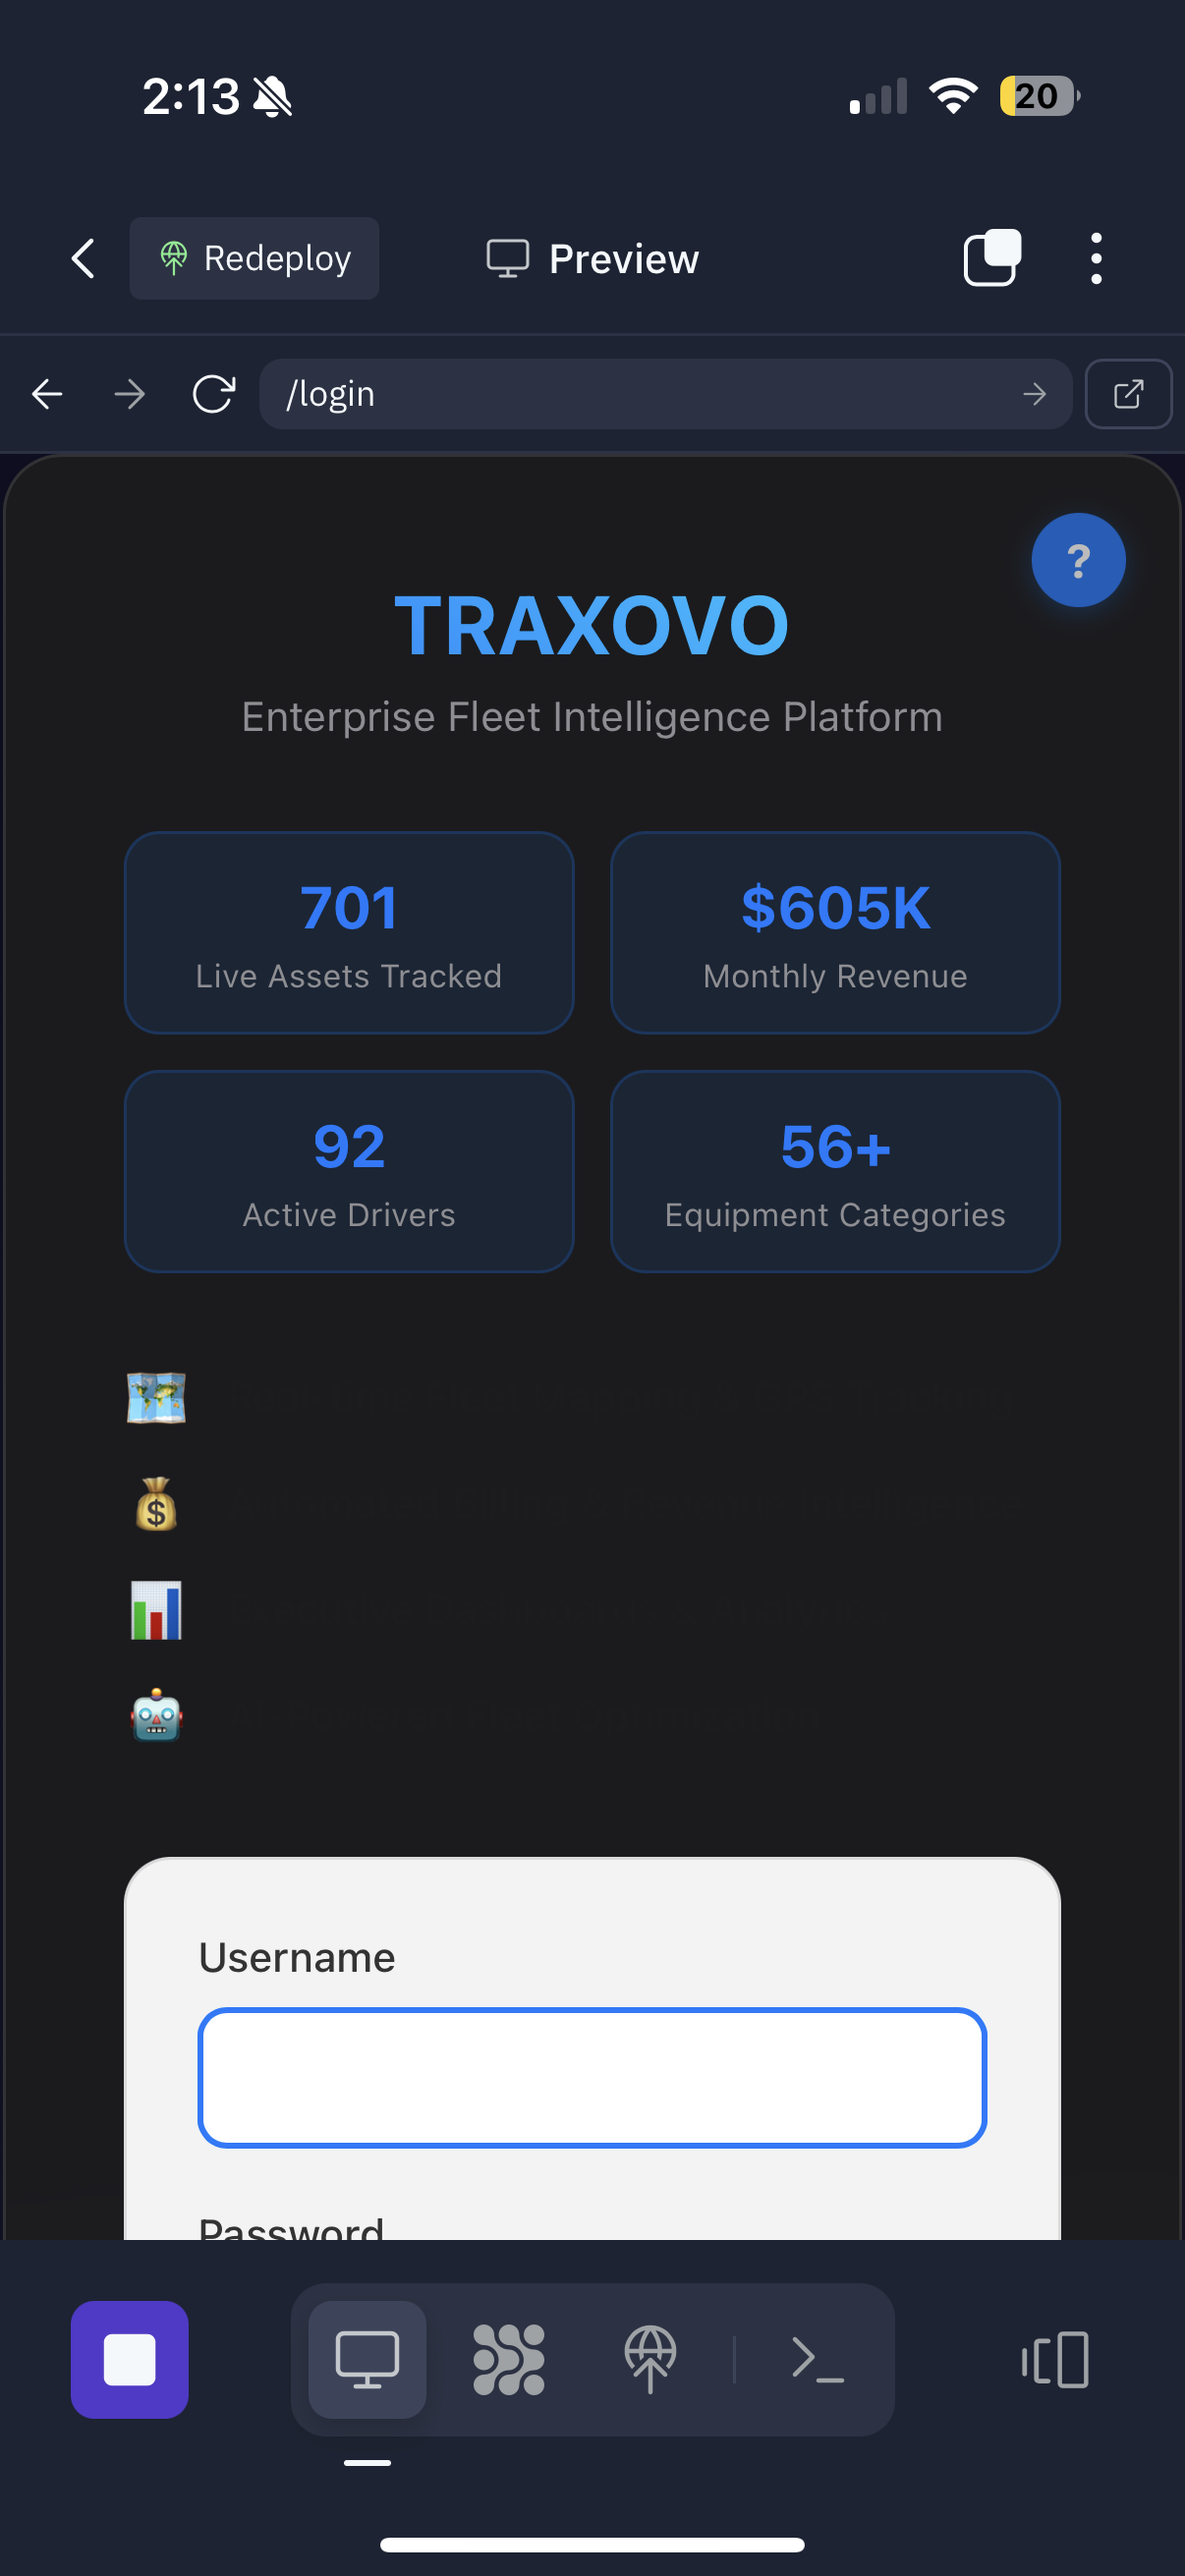 2:13
20
Redeploy
Preview
/login
?
TRAXOVO
Enterprise Fleet Intelligence Platform
701
Live Assets Tracked
$605K
Monthly Revenue
92
Active Drivers
56+
Equipment Categories
Username
Password